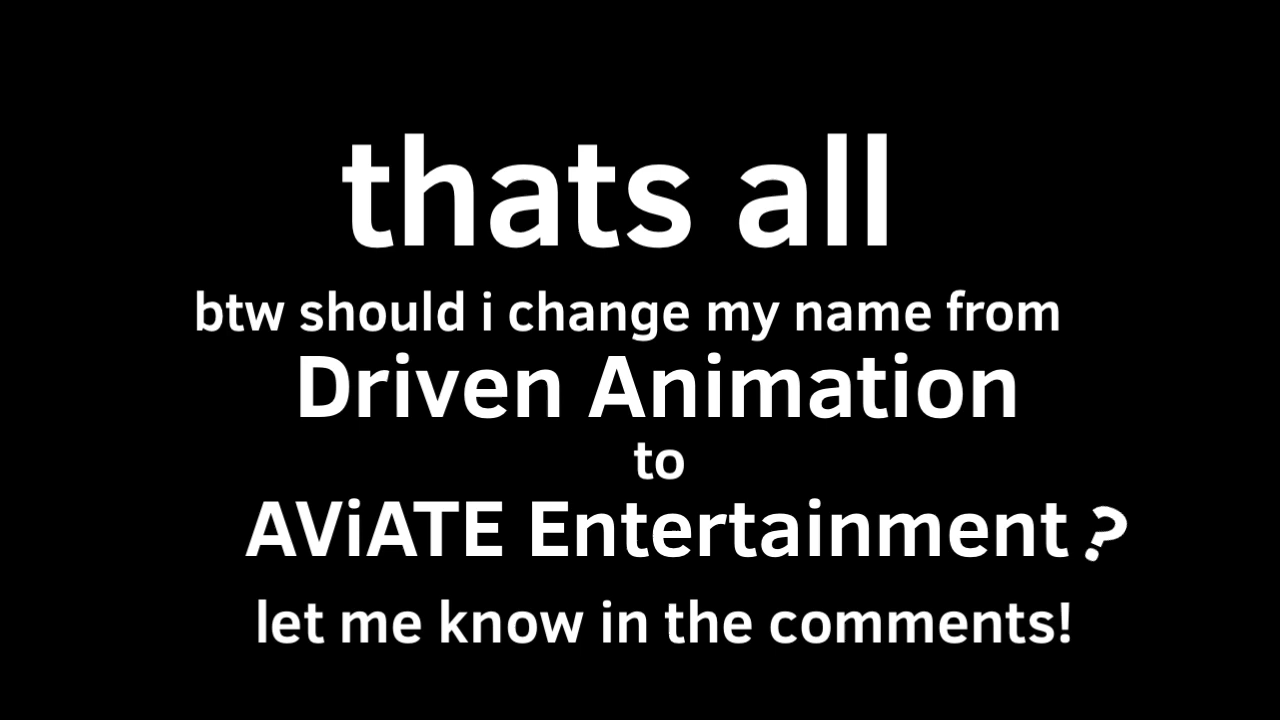 thats all
btw should i change my name from
Driven Animation
to
AViATE Entertainment?
let me know in the comments!